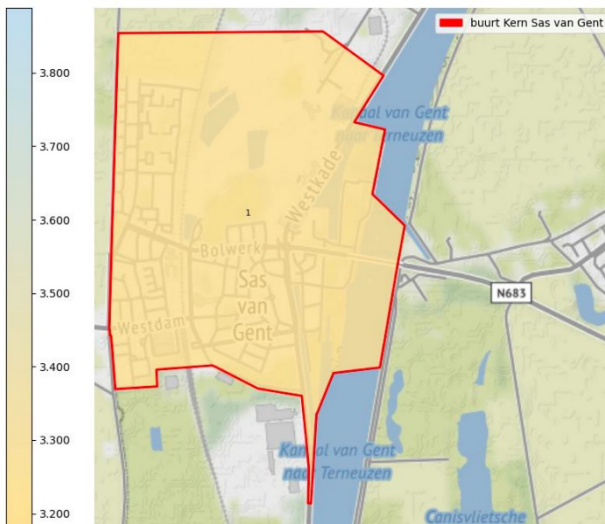 buurt Kern Sas van Gent
3.800
3.700
3.600
3.500
3.400
3.300
3.200
Kanaal van Gent
naar Terneuzen
Westkade
1
Bolwerk
Sas
van
Gent
N683
Westdam
Kanaal van Gent
naar Terneuzen
Canisvlietsche